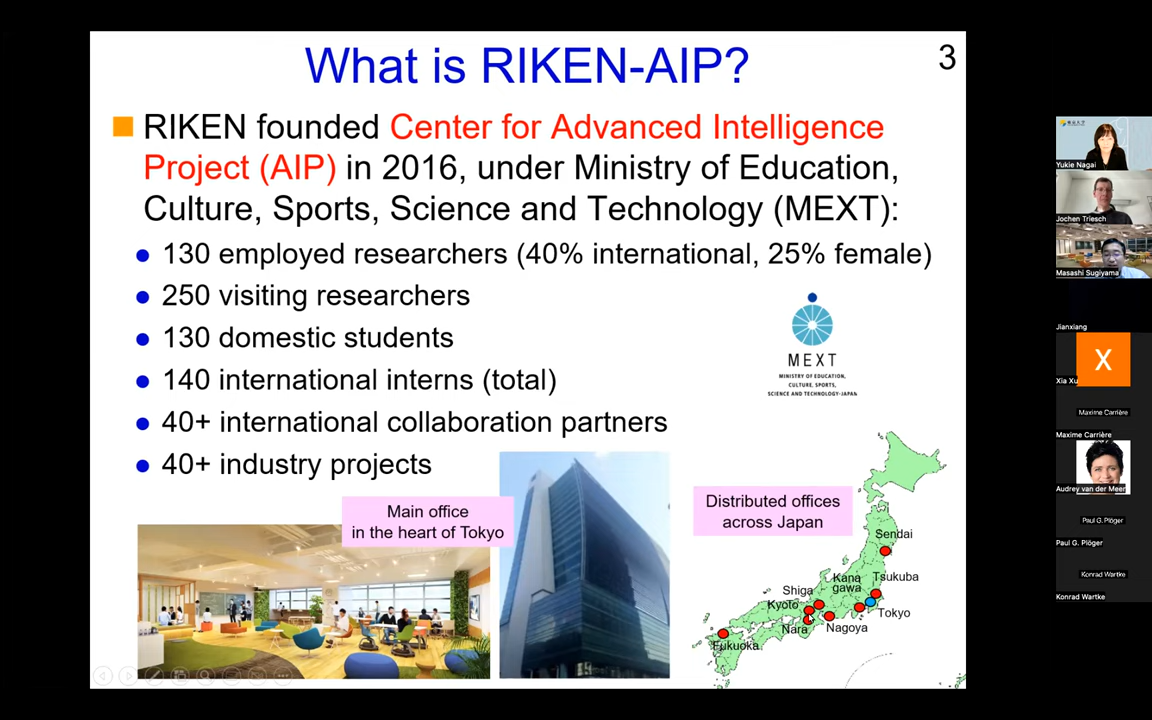 What is RIKEN-AIP?
3
RIKEN founded Center for Advanced Intelligence
Project (AIP) in 2016, under Ministry of Education,
Culture, Sports, Science and Technology (MEXT):
130 employed researchers (40% international, 25% female)
250 visiting researchers
130 domestic students
140 international interns (total)
40+ international collaboration partners
40+ industry projects
MEXT
MINISTRY OF EDUCATION,
CULTURE, SPORTS,
SCIENCE AND TECHNOLOGY-JAPAN
Main office
in the heart of Tokyo
Distributed offices
across Japan
Sendai
Tsukuba
Kana
gawa
Shiga
Kyoto
Tokyo
Nara
Nagoya
Fukuoka
Yukie Nagai
Jochen Triesch
Masashi Sugiyama
Jianxiang
X
Xia Xu
Maxime Carrière
Maxime Carrière
Audrey van der Meer
Paul G. Plöger
Paul G. Plöger
Konrad Wartke
Konrad Wartke